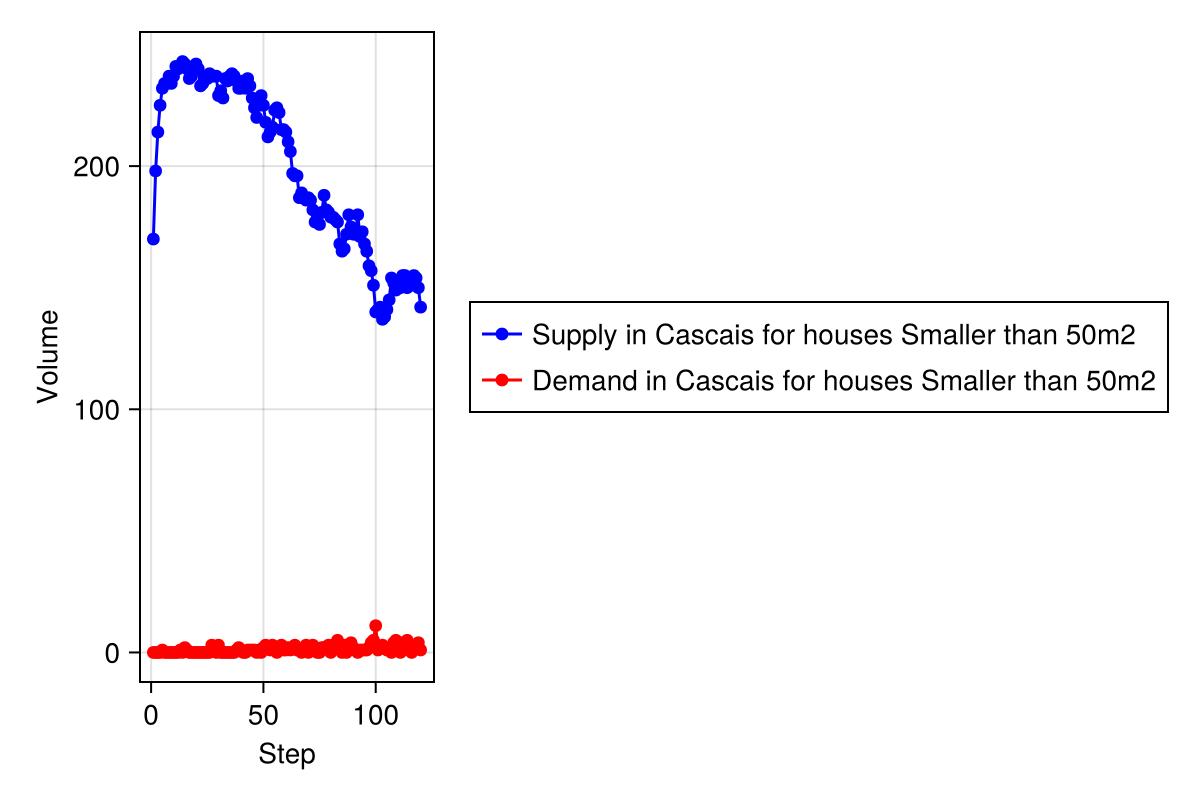 200
100
0
Volume
0 50 100
Step
Supply in Cascais for houses Smaller than 50m2
Demand in Cascais for houses Smaller than 50m2